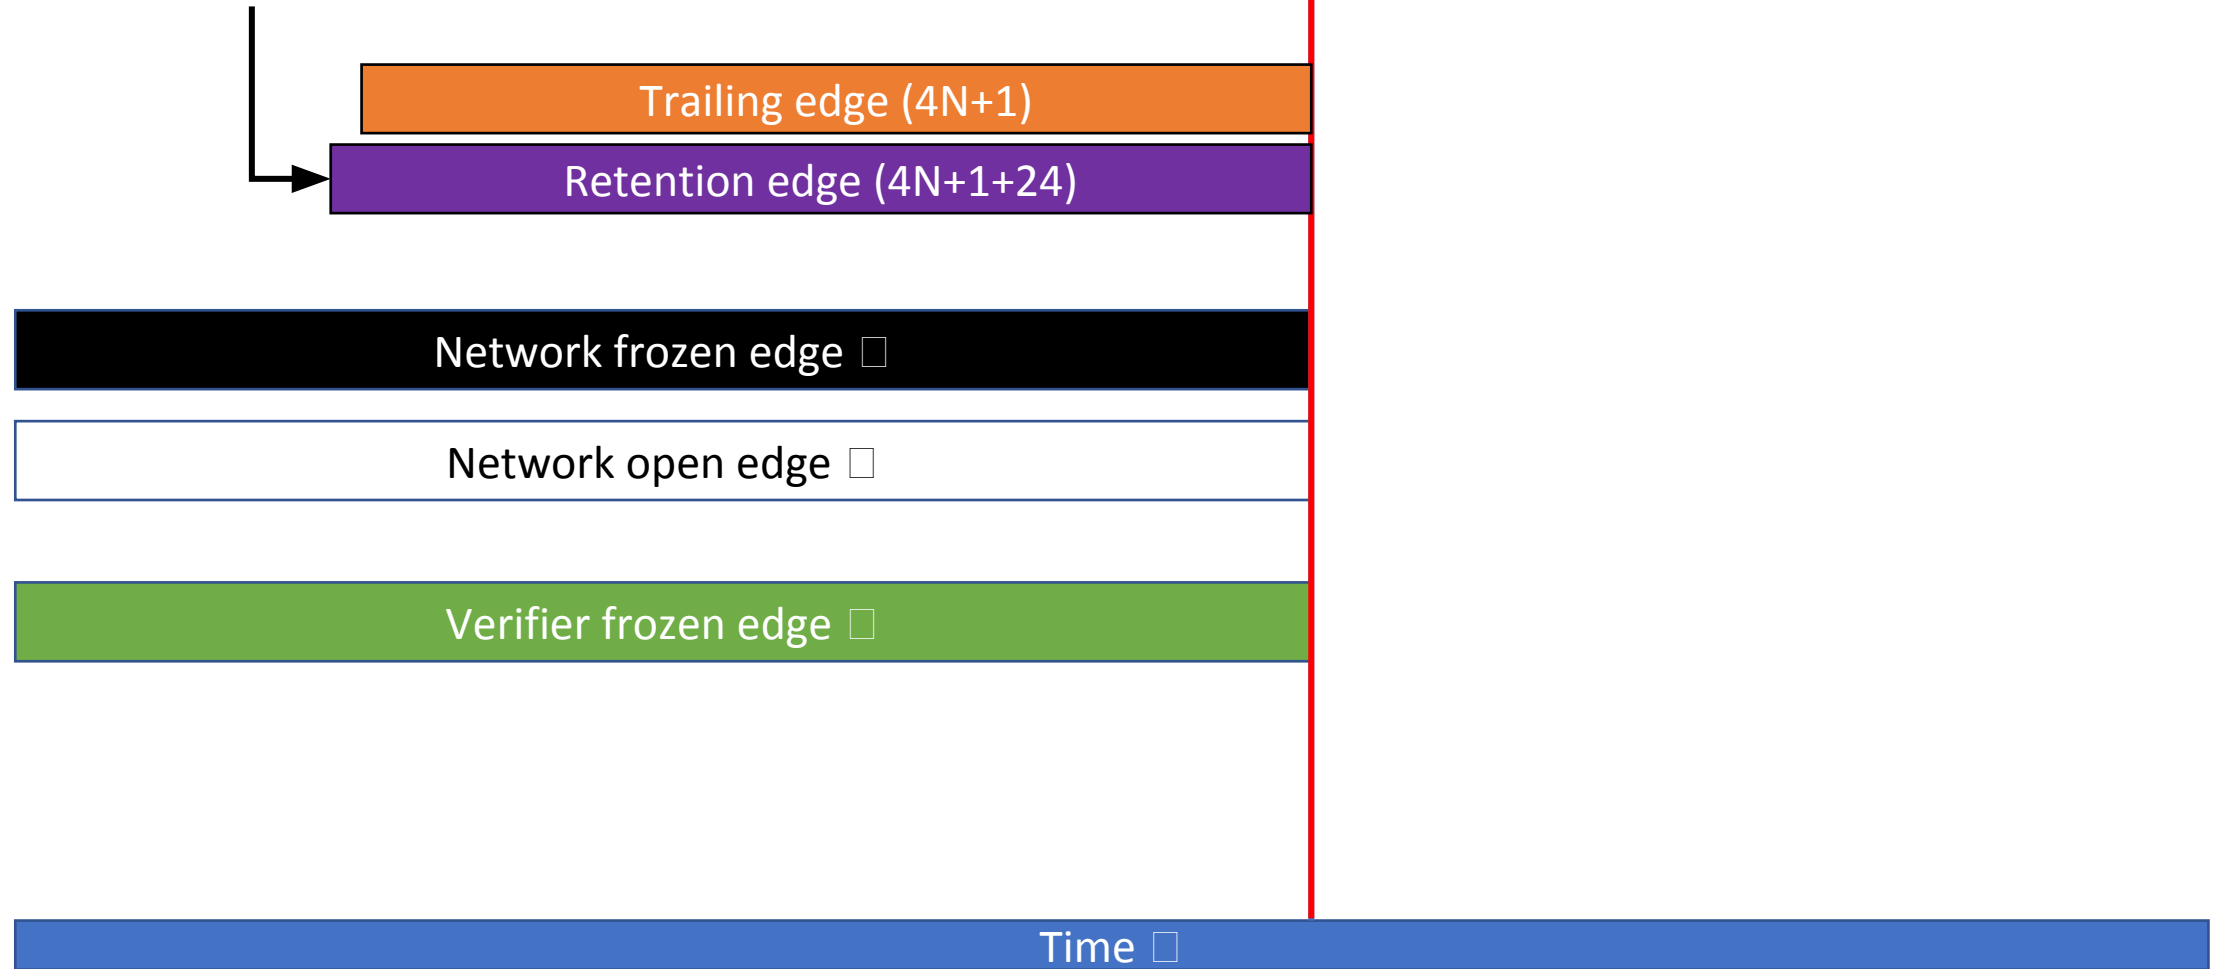 Trailing edge (4N+1)
Retention edge (4N+1+24)
Network frozen edge
Network open edge
Verifier frozen edge
Time